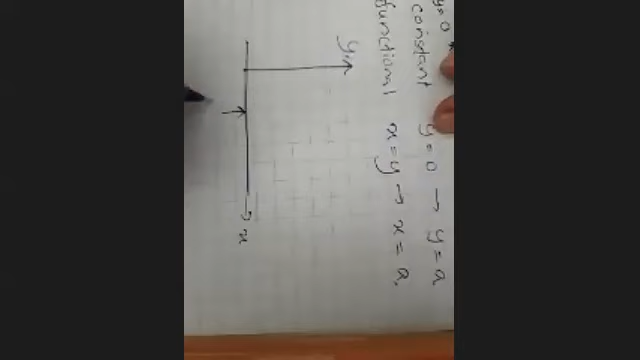 y=0
constant y=0 → y=a
functional x=y → x=a
y
x